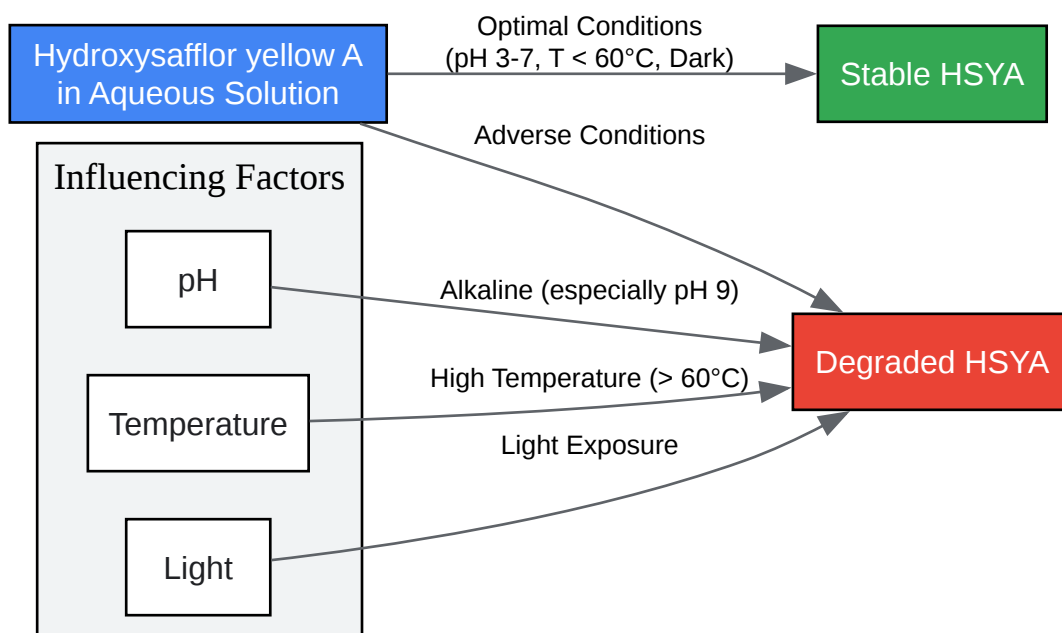 Hydroxysafflor yellow A
in Aqueous Solution
Optimal Conditions
(pH 3-7, T < 60°C, Dark)
Stable HSYA
Adverse Conditions
Influencing Factors
pH
Alkaline (especially pH 9)
Degraded HSYA
High Temperature (> 60°C)
Temperature
Light Exposure
Light